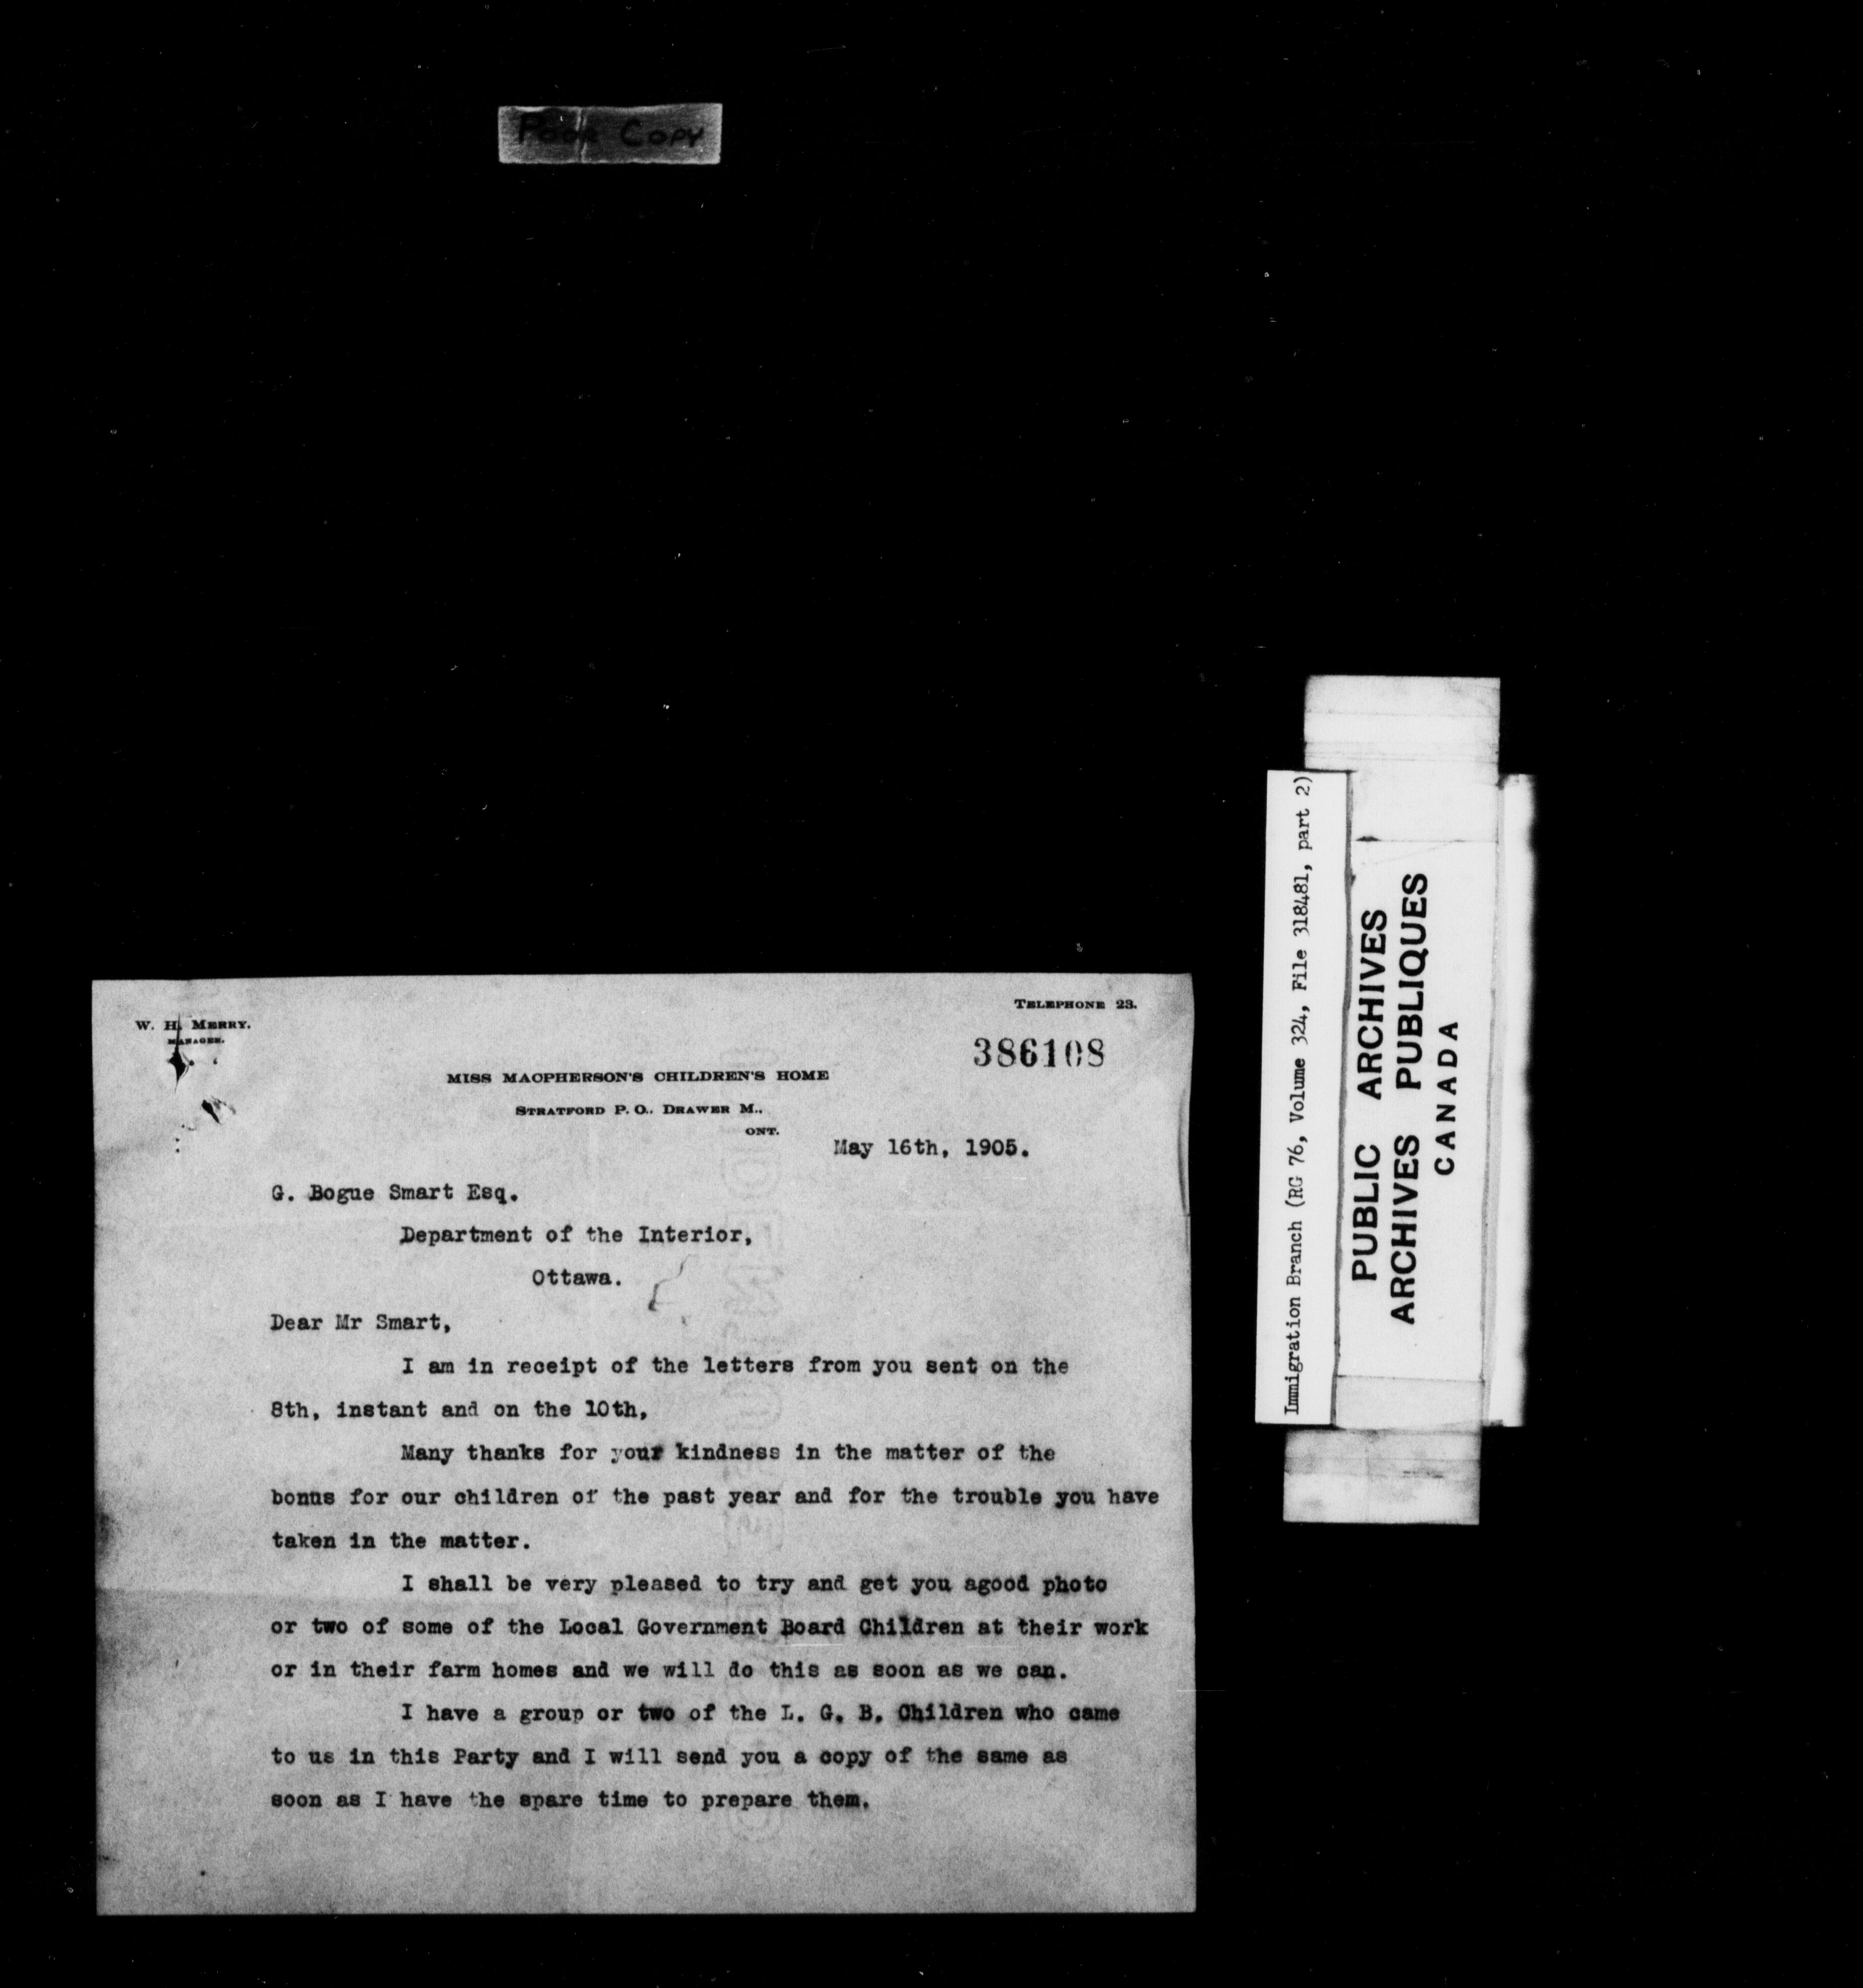 Poor Copy
TELEPHONE 23.
W. H. MERRY.
MANAGER.
386108
MISS MACPHERSON'S CHILDREN'S HOME
STRATFORD P. O., DRAWER M.,
ONT.
May 16th, 1905.
G. Bogue Smart Esq.
Department of the Interior,
Ottawa.
Dear Mr Smart,
I am in receipt of the letters from you sent on the
8th, instant and on the 10th,
Many thanks for your kindness in the matter of the
bonus for our children of the past year and for the trouble you have
taken in the matter.
I shall be very pleased to try and get you agood photo
or two of some of the Local Government Board Children at their work
or in their farm homes and we will do this as soon as we can.
I have a group or two of the L. G. B. Children who came
to us in this Party and I will send you a copy of the same as
soon as I have the spare time to prepare them.
Immigration Branch (RG 76, Volume 324, File 318481, part 2)
PUBLIC ARCHIVES
ARCHIVES PUBLIQUES
CANADA